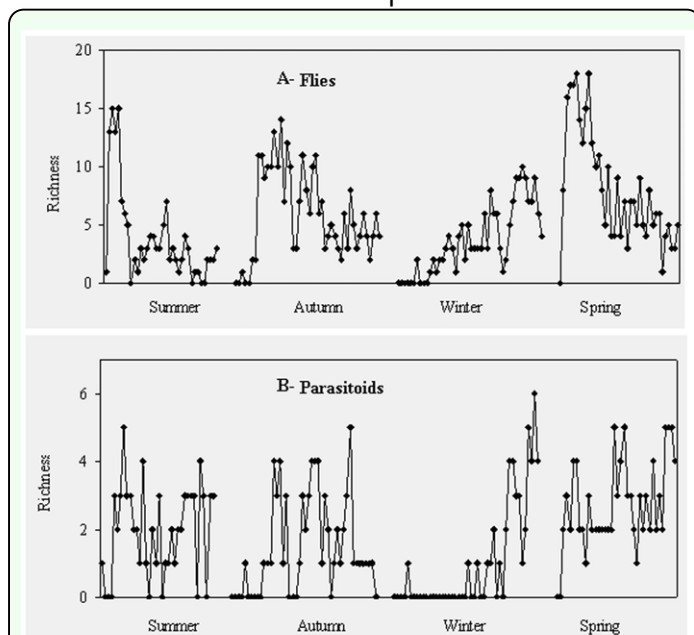 20
A- Flies
15
Richness
10
5
0
Summer Autumn Winter Spring
B- Parasitoids
6
Richness
4
2
0
Summer Autumn Winter Spring